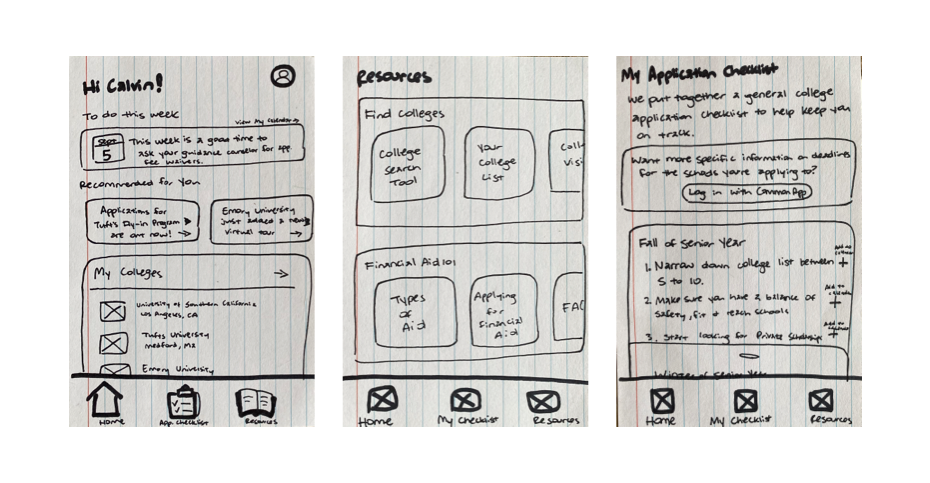 Hi Calvin!
To do this week
View My Calendar
SEPT
5
This week is a good time to
ask your guidance counselor for app
fee waivers.
Recommended for you
Applications for
Tuft's Fly-in Program
are out now!
Emory University
just added a new
virtual tour
My Colleges
University of Southern California
Los Angeles, CA
Tufts University
Medford, MA
Emory University
Home
App. Checklist
Resources
Resources
Find Colleges
College
Search
Tool
Your
College
List
Coll
Vis
Financial Aid 101
Types
of
Aid
Applying
for
Financial
Aid
FAC
Home
My Checklist
Resources
My Application Checklist
We put together a general college
application checklist to help keep you
on track.
Want more specific information on deadlines
for the schools you're applying to?
Log in with CommonApp
Fall of Senior Year
1. Narrow down college list between
5 to 10.
Add to
calendar
2. Make sure you have a balance of
safety, fit & reach schools
Add to
calendar
3. Start looking for Private Scholarships
Add to
calendar
Winter of Senior Year
Home
My Checklist
Resources